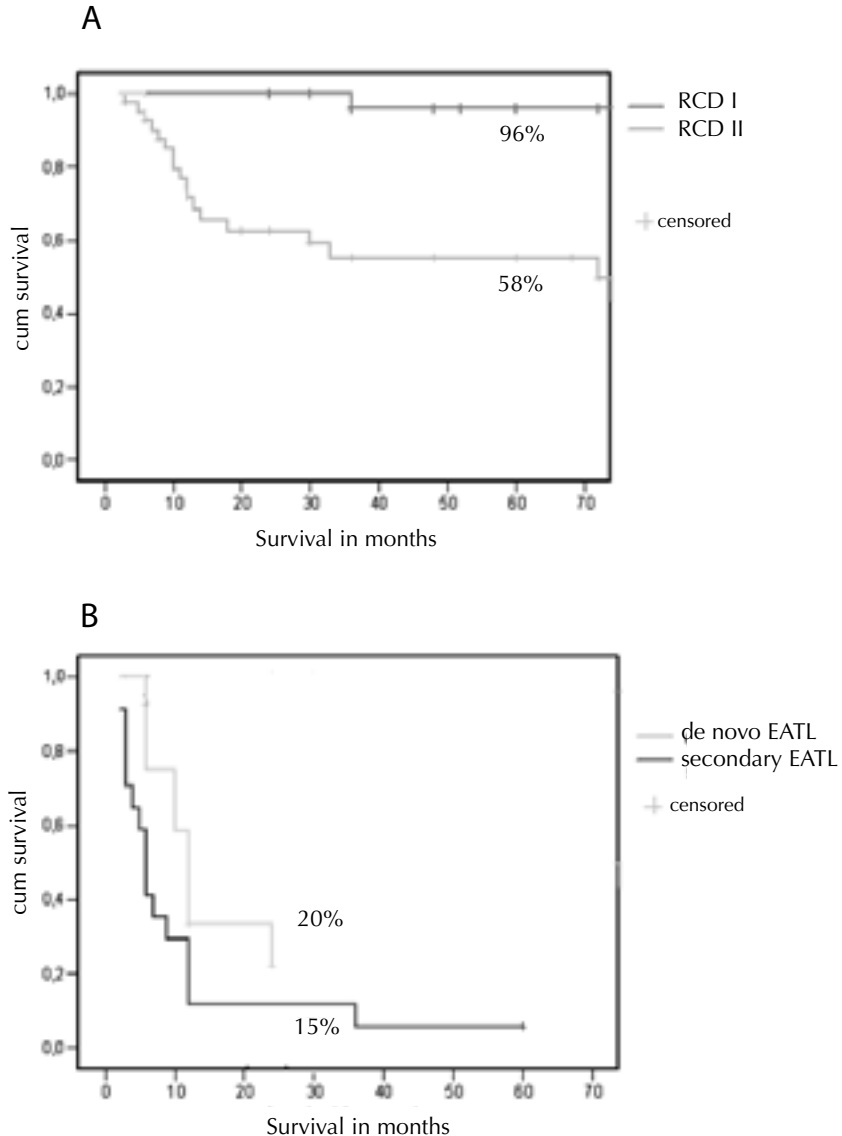 A
1,0
0,8
0,6
0,4
0,2
0,0
cum survival
96%
58%
0 10 20 30 40 50 60 70
Survival in months
RCD I
RCD II
censored
B
1,0
0,8
0,6
0,4
0,2
0,0
cum survival
20%
15%
0 10 20 30 40 50 60 70
Survival in months
de novo EATL
secondary EATL
censored